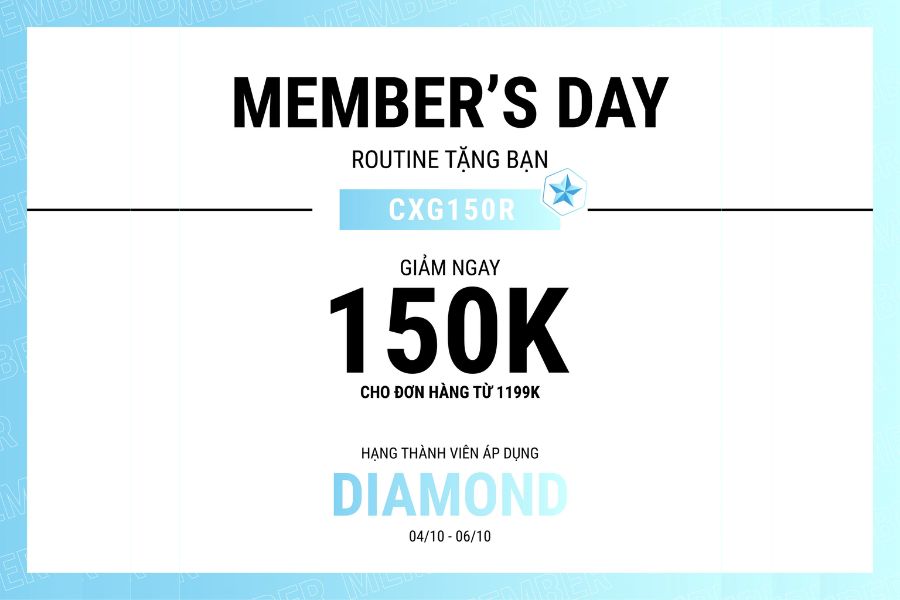 MEMBER'S DAY
ROUTINE TẶNG BẠN
CXG150R
GIẢM NGAY
150K
CHO ĐƠN HÀNG TỪ 1199K
HẠNG THÀNH VIÊN ÁP DỤNG
DIAMOND
04/10 - 06/10